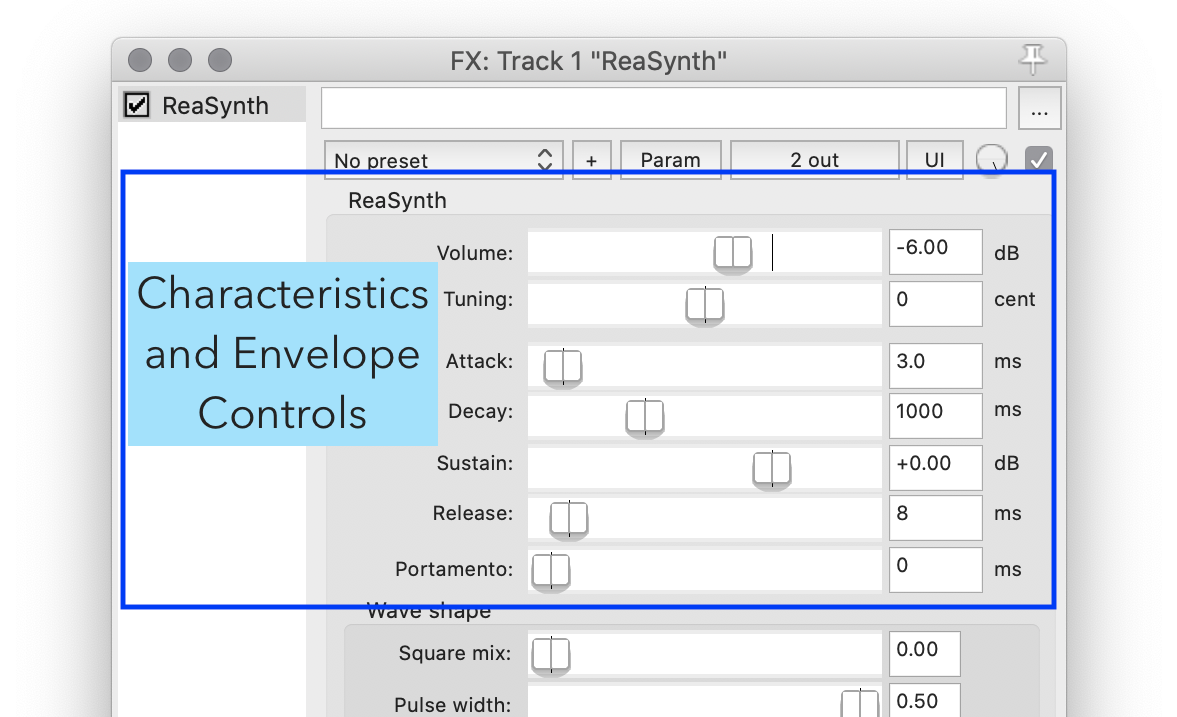 FX: Track 1 "ReaSynth"
ReaSynth
...
No preset + Param 2 out UI
ReaSynth
Volume: -6.00 dB
Characteristics and Envelope Controls
Tuning: 0 cent
Attack: 3.0 ms
Decay: 1000 ms
Sustain: +0.00 dB
Release: 8 ms
Portamento: 0 ms
Wave shape
Square mix: 0.00
Pulse width: 0.50